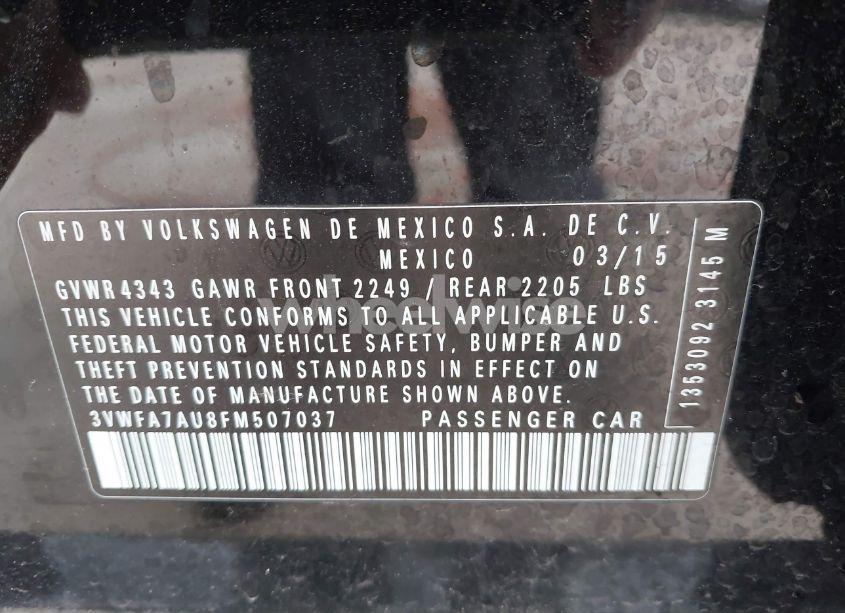 MFD BY VOLKSWAGEN DE MEXICO S.A. DE C.V.
MEXICO 03/15
GVWR 4343 GAWR FRONT 2249 / REAR 2205 LBS
THIS VEHICLE CONFORMS TO ALL APPLICABLE U.S.
FEDERAL MOTOR VEHICLE SAFETY, BUMPER AND
THEFT PREVENTION STANDARDS IN EFFECT ON
THE DATE OF MANUFACTURE SHOWN ABOVE.
3VWFA7AU8FM507037 PASSENGER CAR
1353092 3145 M
wheelwise